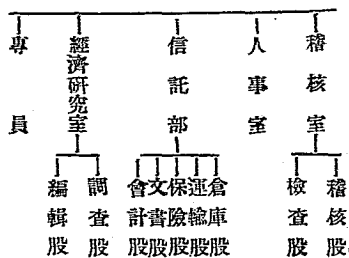 稽核室
人事室
信託部
經濟研究室
專員
稽核股
檢查股
倉庫股
運輸股
保險股
文書股
會計股
調查股
編輯股